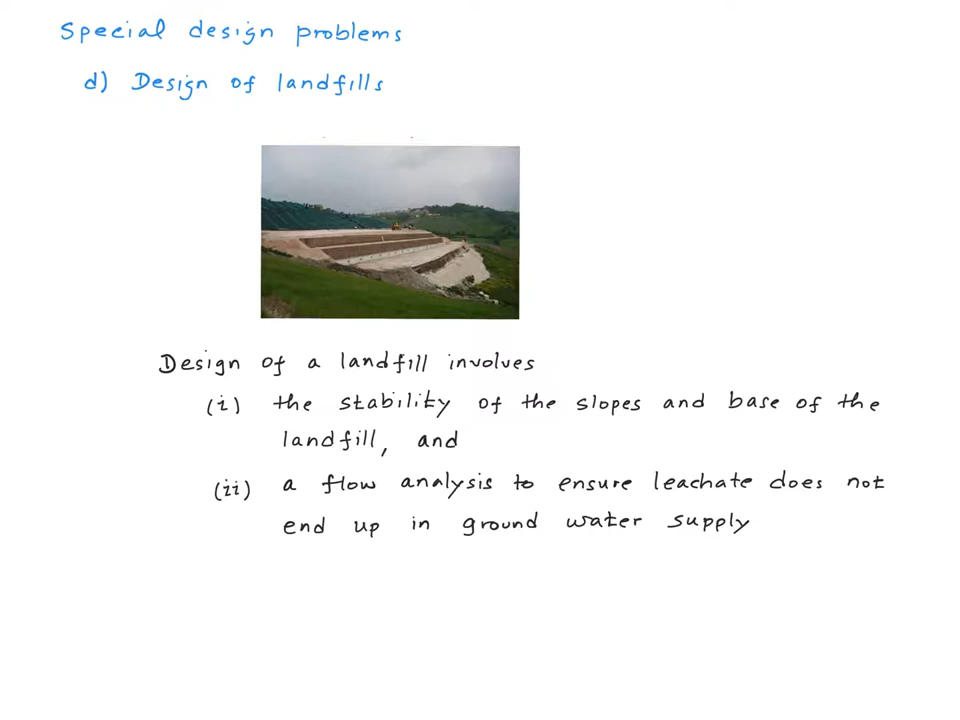 Special design problems
d) Design of landfills
Design of a landfill involves
(i) the stability of the slopes and base of the
landfill, and
(ii) a flow analysis to ensure leachate does not
end up in ground water supply